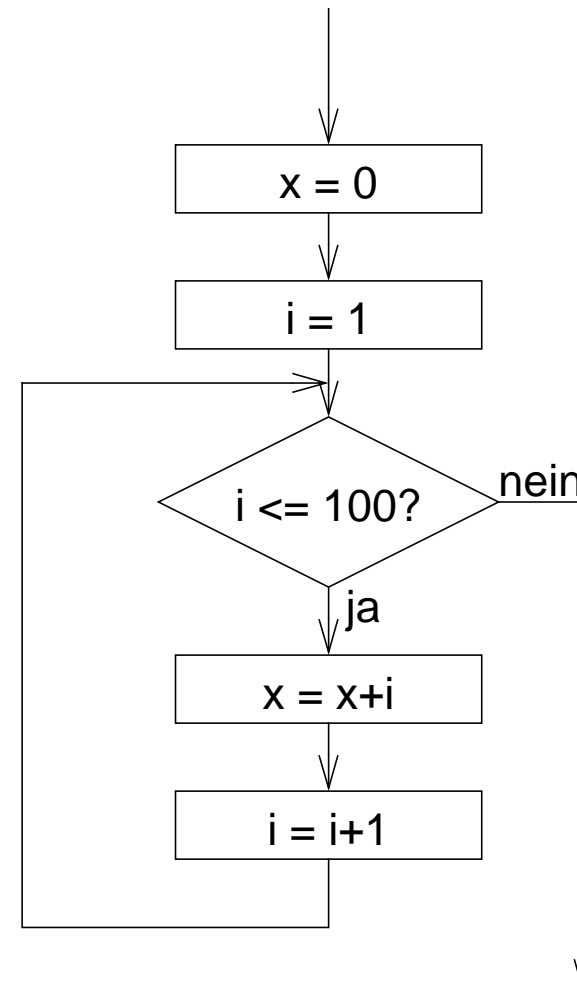 x = 0
i = 1
i <= 100?
nein
ja
x = x+i
i = i+1